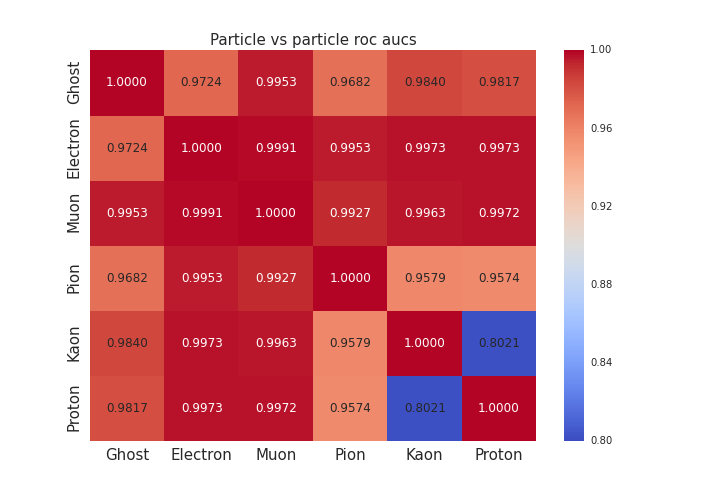 Particle vs particle roc aucs
Ghost 1.0000 0.9724 0.9953 0.9682 0.9840 0.9817
Electron 0.9724 1.0000 0.9991 0.9953 0.9973 0.9973
Muon 0.9953 0.9991 1.0000 0.9927 0.9963 0.9972
Pion 0.9682 0.9953 0.9927 1.0000 0.9579 0.9574
Kaon 0.9840 0.9973 0.9963 0.9579 1.0000 0.8021
Proton 0.9817 0.9973 0.9972 0.9574 0.8021 1.0000
Ghost Electron Muon Pion Kaon Proton
1.00
0.96
0.92
0.88
0.84
0.80